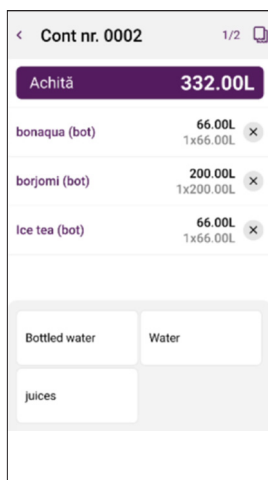 Cont nr. 0002 1/2
Achită 332.00L
bonaqua (bot) 66.00L
1x66.00L
borjomi (bot) 200.00L
1x200.00L
Ice tea (bot) 66.00L
1x66.00L
Bottled water Water
juices